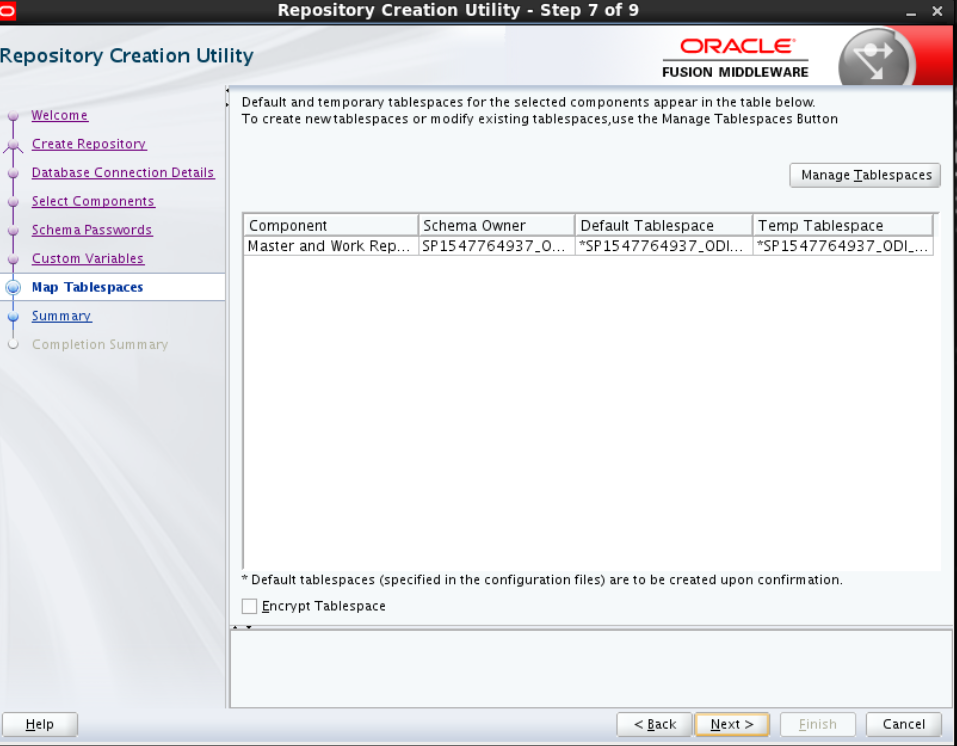 Repository Creation Utility - Step 7 of 9
Repository Creation Utility
ORACLE
FUSION MIDDLEWARE
Welcome
Create Repository
Database Connection Details
Select Components
Schema Passwords
Custom Variables
Map Tablespaces
Summary
Completion Summary
Default and temporary tablespaces for the selected components appear in the table below.
To create new tablespaces or modify existing tablespaces,use the Manage Tablespaces Button
Manage Tablespaces
Component Schema Owner Default Tablespace Temp Tablespace
Master and Work Rep... SP1547764937_O... *SP1547764937_ODI... *SP1547764937_ODI_...
* Default tablespaces (specified in the configuration files) are to be created upon confirmation.
Encrypt Tablespace
Help < Back Next > Finish Cancel